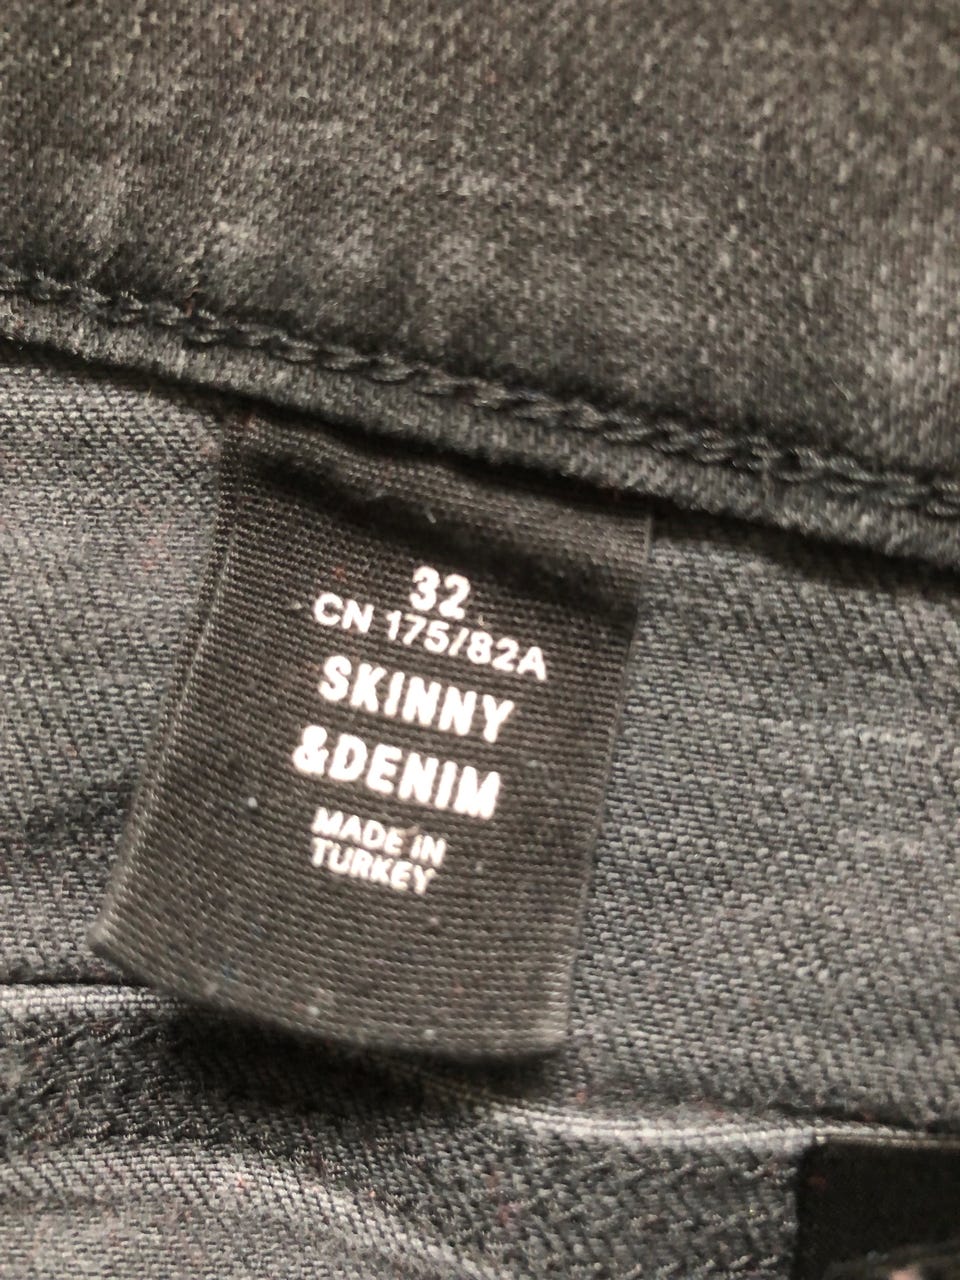 32
CN 175/82A
SKINNY
&DENIM
MADE IN
TURKEY